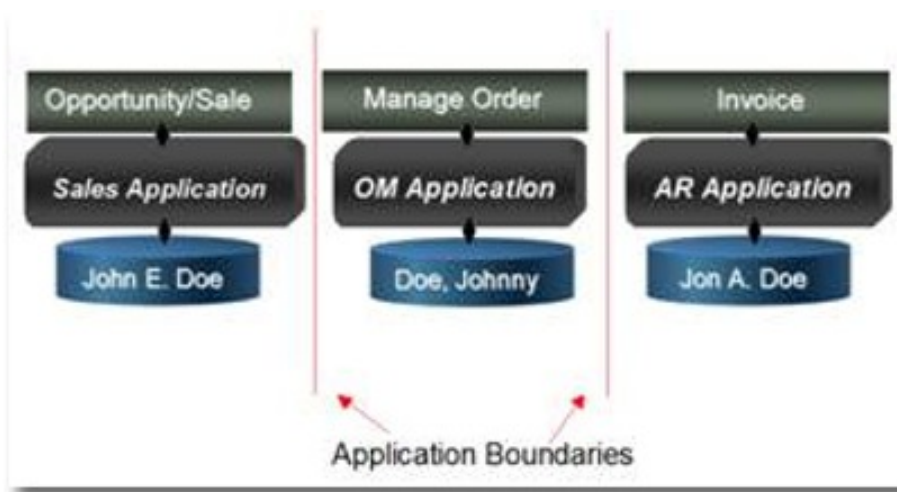 Opportunity/Sale
Manage Order
Invoice
Sales Application
OM Application
AR Application
John E. Doe
Doe, Johnny
Jon A. Doe
Application Boundaries